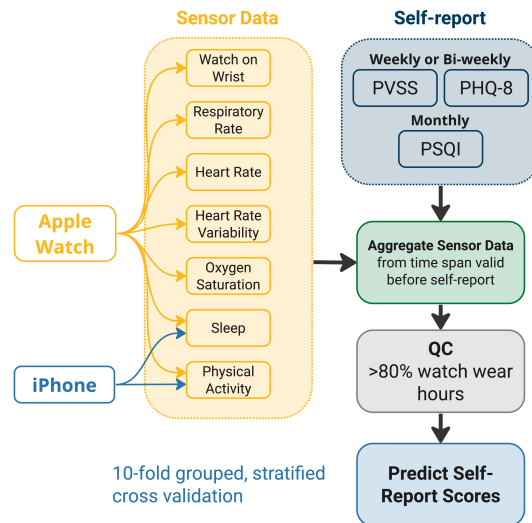 Sensor Data
Self-report
Watch on
Wrist
Respiratory
Rate
Heart Rate
Heart Rate
Variability
Oxygen
Saturation
Sleep
Physical
Activity
Apple
Watch
iPhone
Weekly or Bi-weekly
PVSS
PHQ-8
Monthly
PSQI
Aggregate Sensor Data
from time span valid
before self-report
QC
>80% watch wear
hours
Predict Self-
Report Scores
10-fold grouped, stratified
cross validation